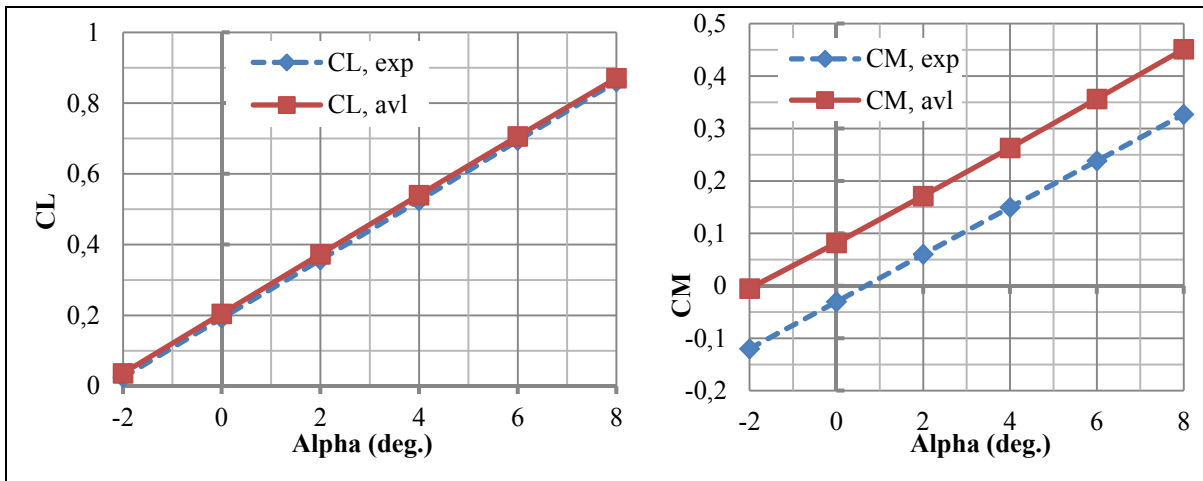 1
0,8
0,6
0,4
0,2
0
CL
CL, exp
CL, avl
-2 0 2 4 6 8
Alpha (deg.)
0,5
0,4
0,3
0,2
0,1
0
-0,1
-0,2
CM
CM, exp
CM, avl
-2 0 2 4 6 8
Alpha (deg.)